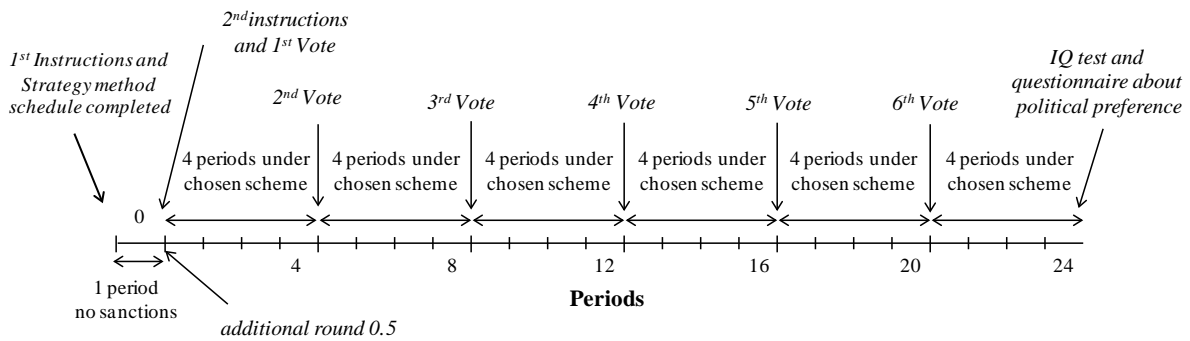 2nd instructions
and 1st Vote
1st Instructions and
Strategy method
schedule completed
IQ test and
questionnaire about
political preference
2nd Vote
3rd Vote
4th Vote
5th Vote
6th Vote
4 periods under
chosen scheme
4 periods under
chosen scheme
4 periods under
chosen scheme
4 periods under
chosen scheme
4 periods under
chosen scheme
4 periods under
chosen scheme
0
4
8
12
16
20
24
1 period
no sanctions
Periods
additional round 0.5